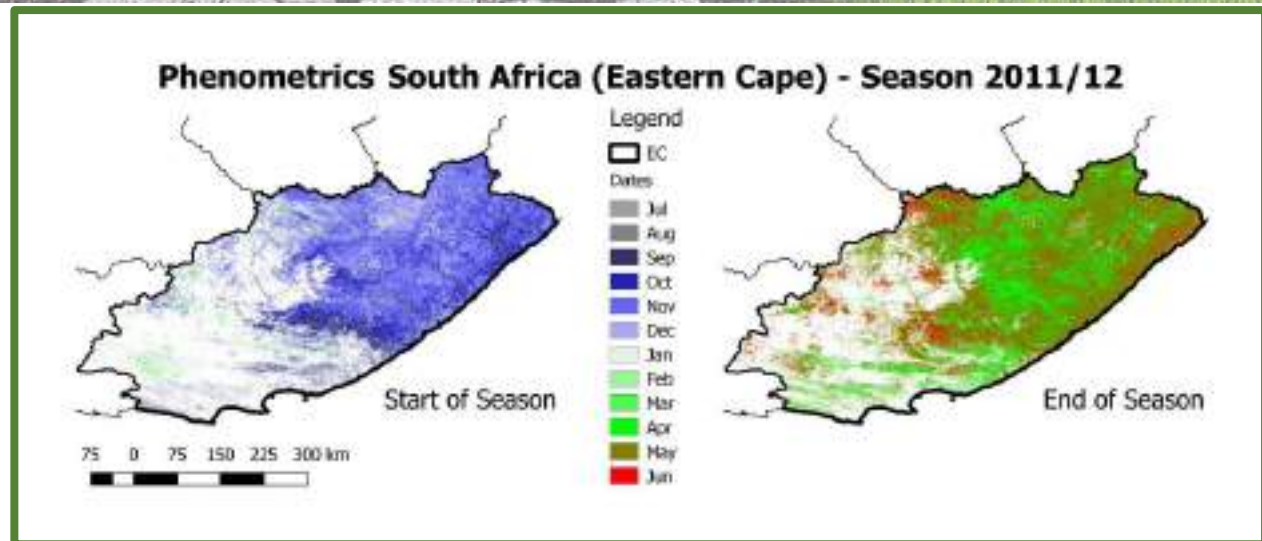 Phenometrics South Africa (Eastern Cape) - Season 2011/12
Legend
EC
Dates
Jul
Aug
Sep
Oct
Nov
Dec
Jan
Feb
Mar
Apr
May
Jun
Start of Season
End of Season
75 0 75 150 225 300 km